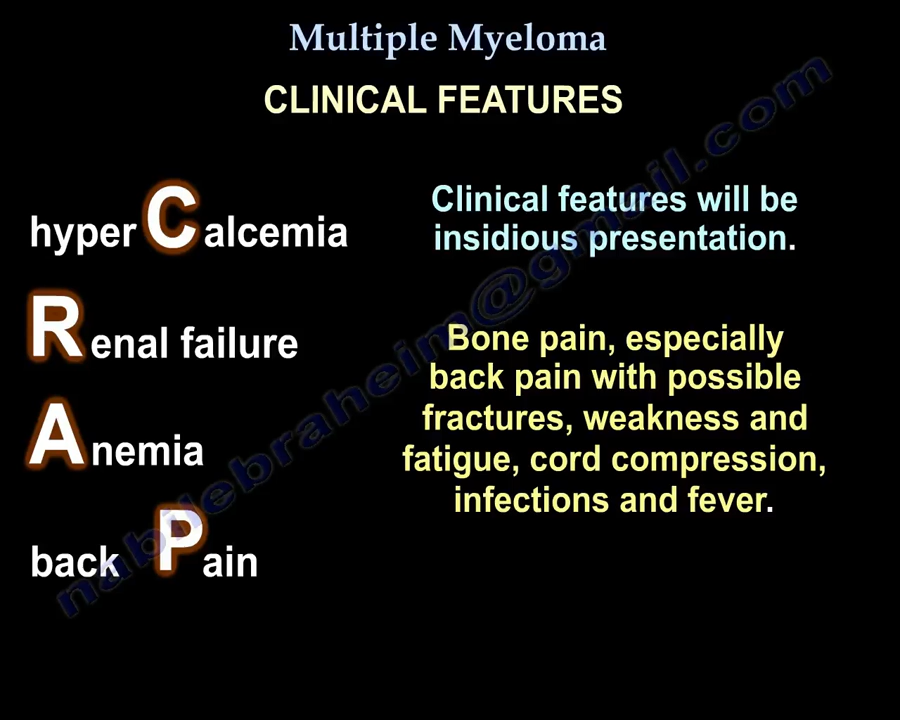 Multiple Myeloma
CLINICAL FEATURES
hyperCalcemia
Renal failure
Anemia
back Pain
Clinical features will be
insidious presentation.
Bone pain, especially
back pain with possible
fractures, weakness and
fatigue, cord compression,
infections and fever.
nabilebraheim@gmail.com